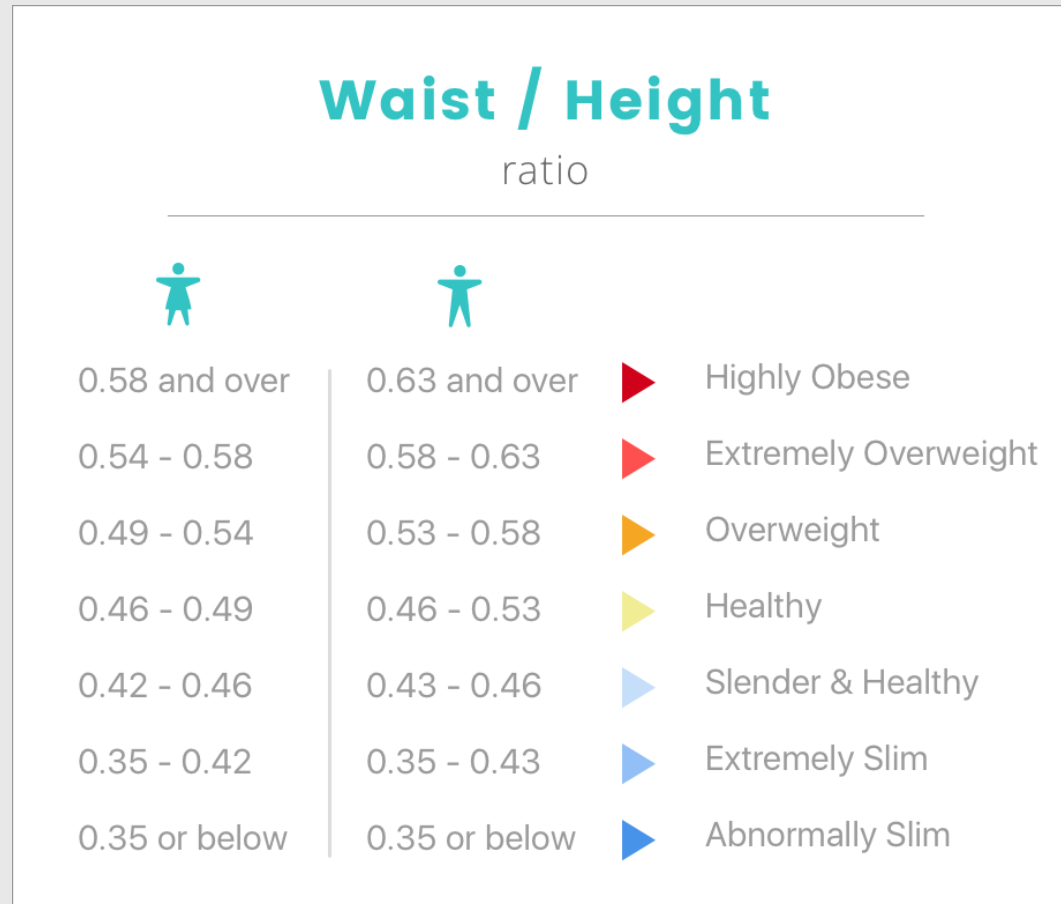 Waist / Height
ratio
0.58 and over 0.63 and over Highly Obese
0.54 - 0.58 0.58 - 0.63 Extremely Overweight
0.49 - 0.54 0.53 - 0.58 Overweight
0.46 - 0.49 0.46 - 0.53 Healthy
0.42 - 0.46 0.43 - 0.46 Slender & Healthy
0.35 - 0.42 0.35 - 0.43 Extremely Slim
0.35 or below 0.35 or below Abnormally Slim